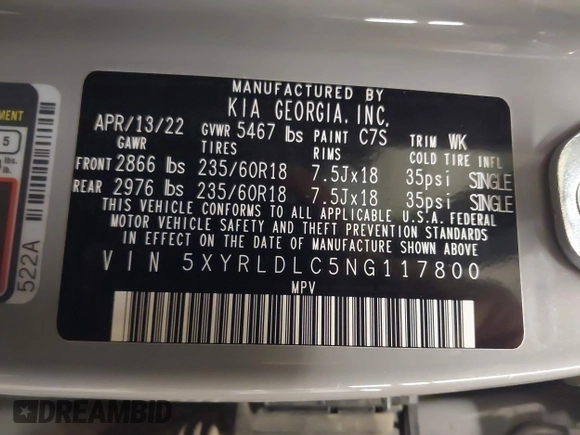 MANUFACTURED BY
KIA GEORGIA, INC.
APR/13/22 GVWR 5467 lbs PAINT C7S TRIM WK
GAWR TIRES RIMS COLD TIRE INFL
FRONT 2866 lbs 235/60R18 7.5Jx18 35psi SINGLE
REAR 2976 lbs 235/60R18 7.5Jx18 35psi SINGLE
THIS VEHICLE CONFORMS TO ALL APPLICABLE U.S.A. FEDERAL
MOTOR VEHICLE SAFETY AND THEFT PREVENTION STANDARDS
IN EFFECT ON THE DATE OF MANUFACTURE SHOWN ABOVE.
VIN 5XYRLDLC5NG117800
MPV
MENT
5
lbs.
522A
DREAMBID